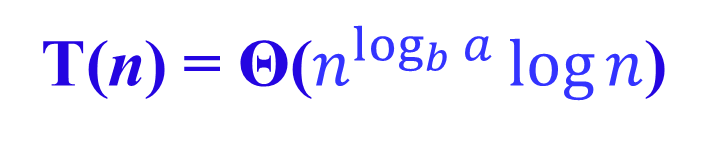 T(n) = Θ(n^{log_b a} log n)